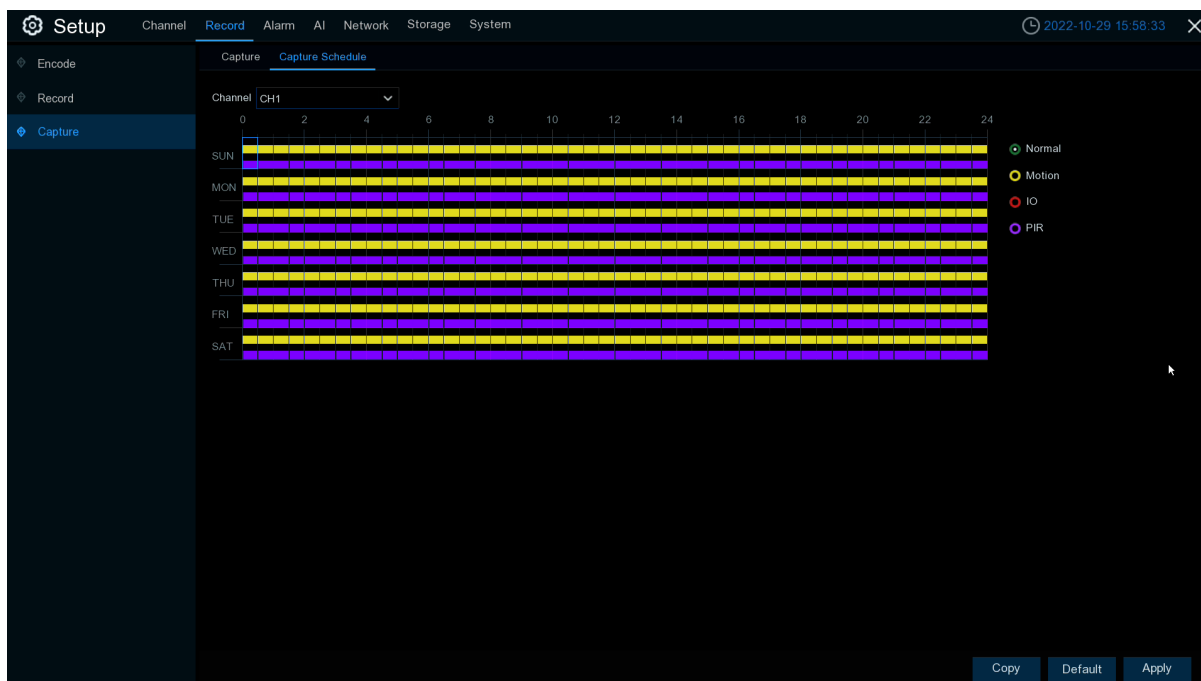 Setup Channel Record Alarm AI Network Storage System 2022-10-29 15:58:33
Encode
Record
Capture
Capture Capture Schedule
Channel CH1
0 2 4 6 8 10 12 14 16 18 20 22 24
SUN
MON
TUE
WED
THU
FRI
SAT
Normal
Motion
IO
PIR
Copy Default Apply